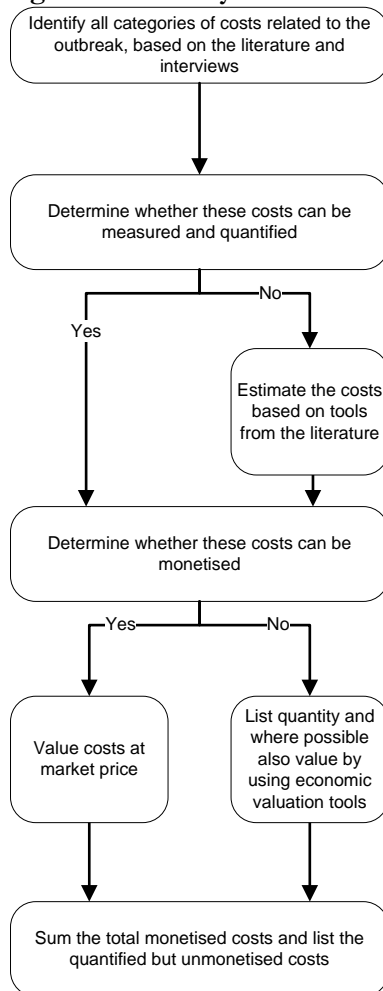 Identify all categories of costs related to the
outbreak, based on the literature and
interviews
Determine whether these costs can be
measured and quantified
No
Yes
Estimate the costs
based on tools
from the literature
Determine whether these costs can be
monetised
Yes
No
Value costs at
market price
List quantity and
where possible
also value by
using economic
valuation tools
Sum the total monetised costs and list the
quantified but unmonetised costs